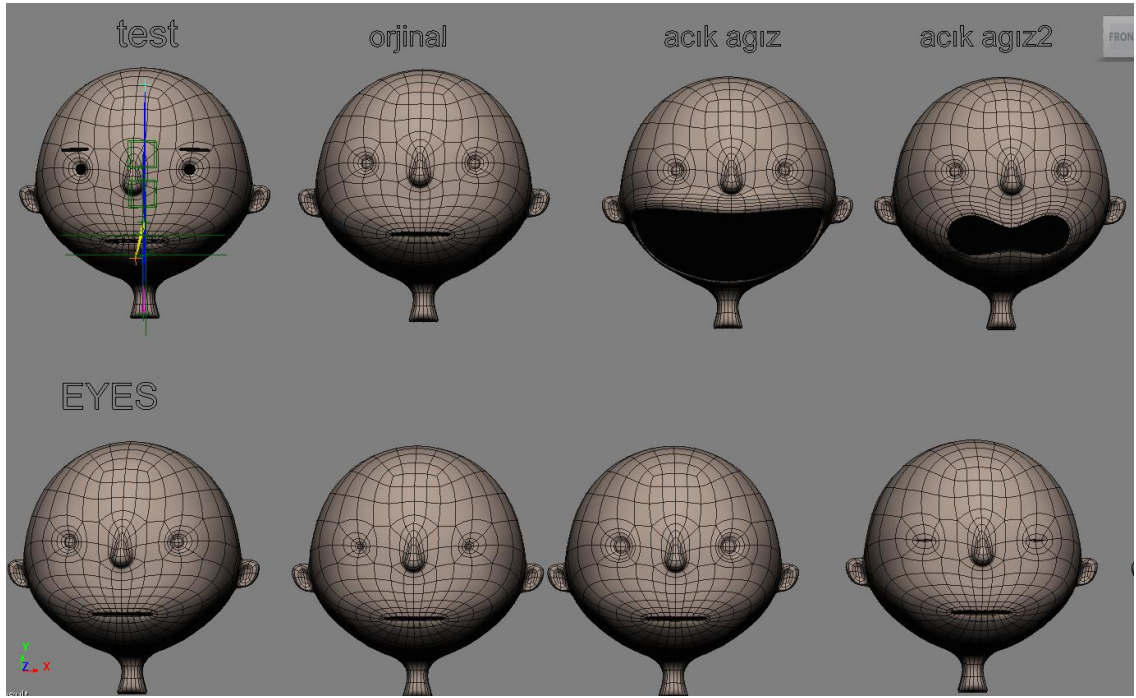 test
orjinal
acık agız
acık agız2
FRON
EYES
Y
Z X